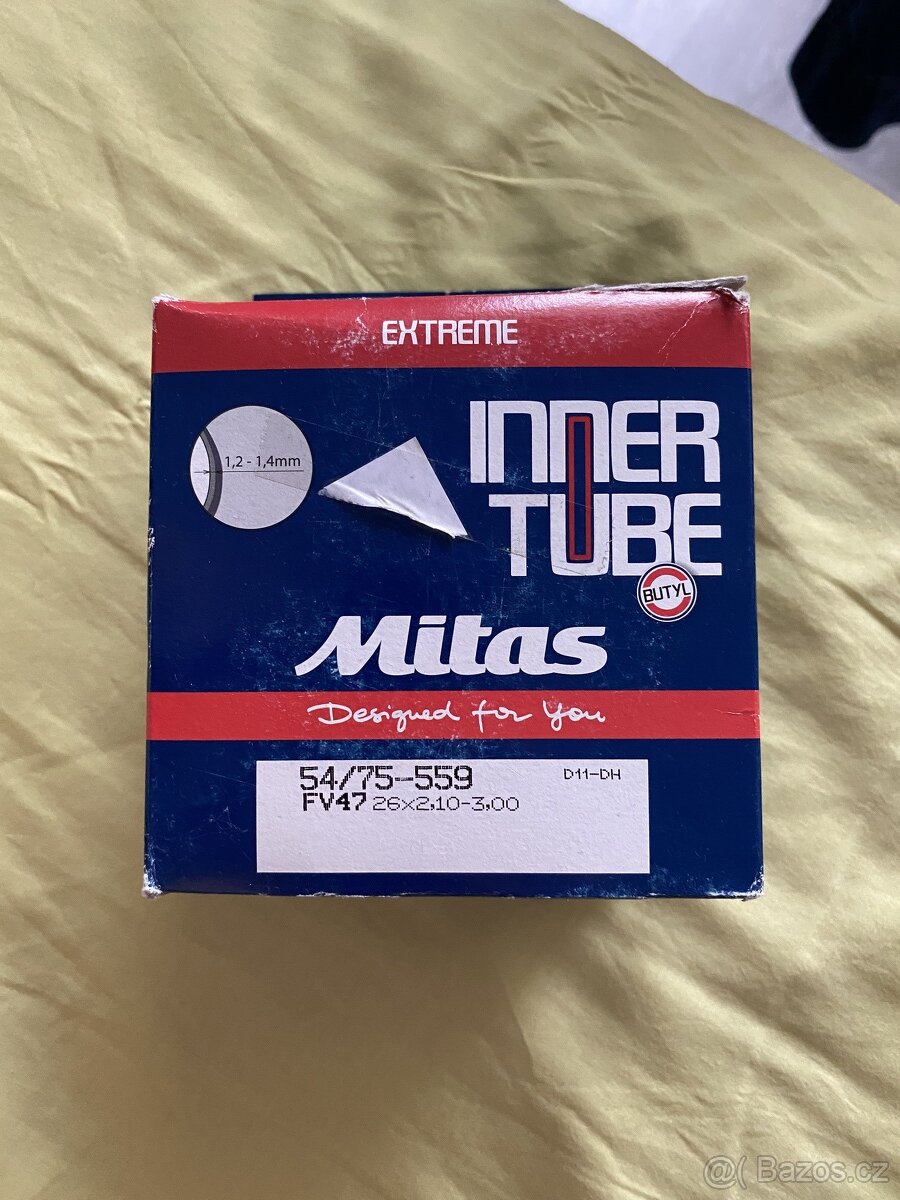 EXTREME
1,2 - 1,4mm
INNER
TUBE
BUTYL
Mitas
Designed for You
54/75-559
D11-DH
FV47 26x2,10-3,00
@( Bazos.cz